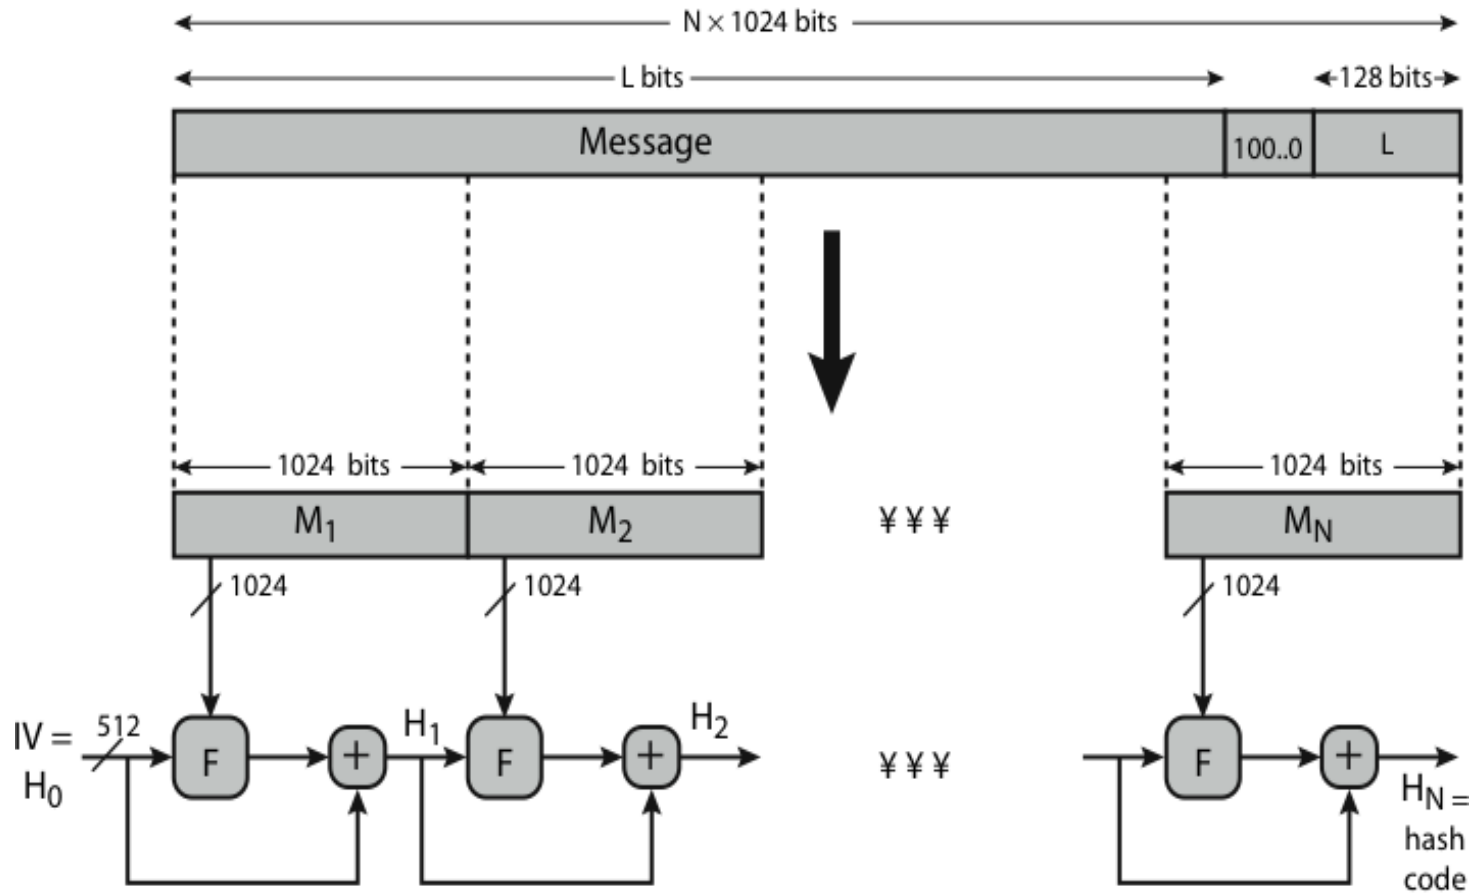 N × 1024 bits
L bits
128 bits
Message
100..0
L
1024 bits
1024 bits
1024 bits
M1
M2
¥ ¥ ¥
MN
1024
1024
1024
IV =
H0
512
F
+
H1
F
+
H2
¥ ¥ ¥
F
+
HN =
hash
code